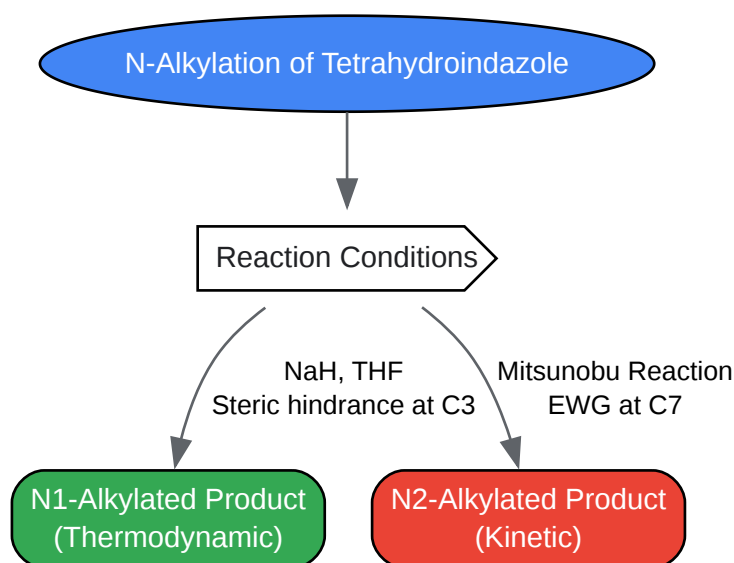 N-Alkylation of Tetrahydroindazole
Reaction Conditions
NaH, THF
Steric hindrance at C3
Mitsunobu Reaction
EWG at C7
N1-Alkylated Product
(Thermodynamic)
N2-Alkylated Product
(Kinetic)